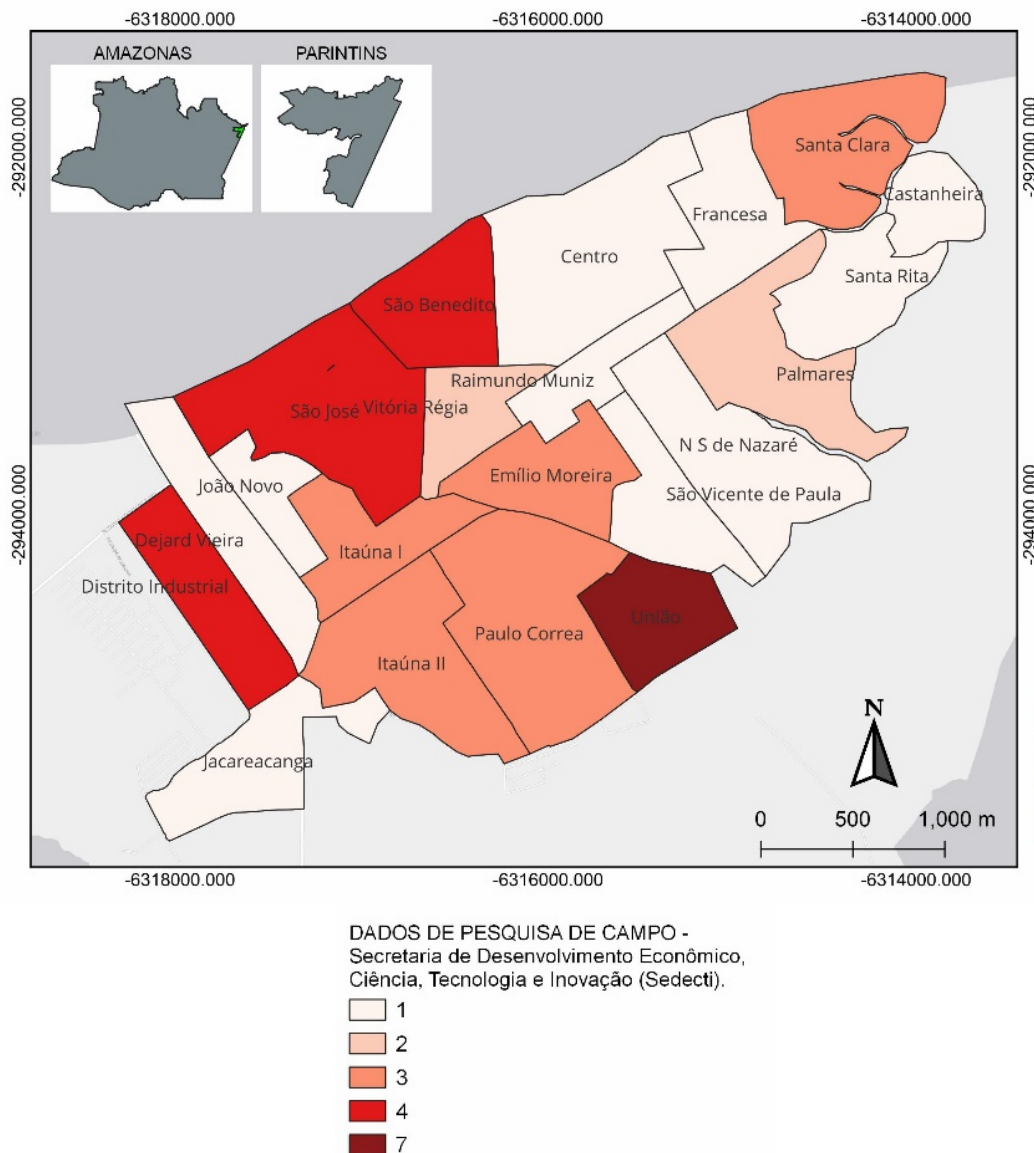 -6318000.000
-6316000.000
-6314000.000
AMAZONAS
PARINTINS
-292000.000
-292000.000
Santa Clara
Castanheira
Francesa
Centro
Santa Rita
São Benedito
Raimundo Muniz
Palmares
São José
Vitória Régia
N S de Nazaré
Emílio Moreira
João Novo
São Vicente de Paula
-294000.000
-294000.000
Dejard Vieira
Itaúna I
Distrito Industrial
União
Paulo Correa
Itaúna II
N
Jacareacanga
0
500
1,000 m
-6318000.000
-6316000.000
-6314000.000
DADOS DE PESQUISA DE CAMPO -
Secretaria de Desenvolvimento Econômico,
Ciência, Tecnologia e Inovação (Sedecti).
1
2
3
4
7